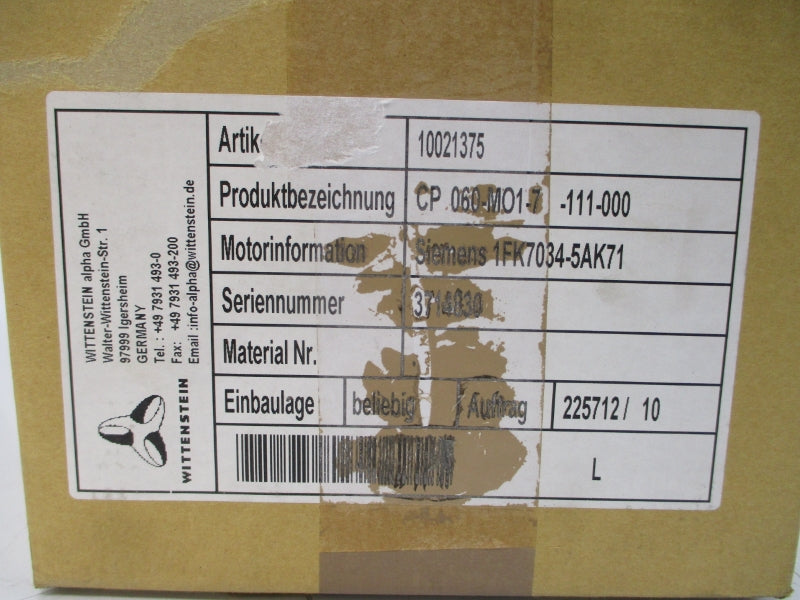 WITTENSTEIN alpha GmbH
Walter-Wittenstein-Str. 1
97999 Igersheim
GERMANY
Tel. : +49 7931 493-0
Fax: +49 7931 493-200
Email :info-alpha@wittenstein.de
WITTENSTEIN
Artik 10021375
Produktbezeichnung CP 060-MO1-7 -111-000
Motorinformation Siemens 1FK7034-5AK71
Seriennummer 3714830
Material Nr.
Einbaulage beliebig Auftrag 225712 / 10
L